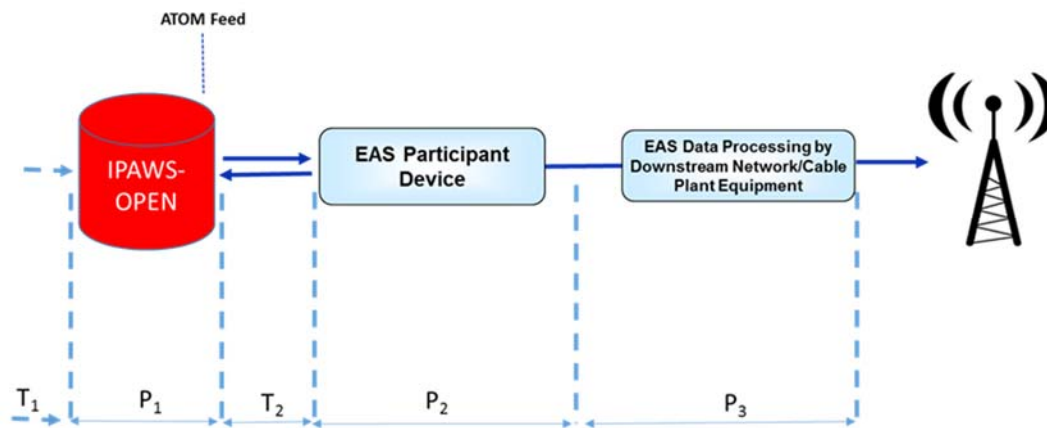 ATOM Feed
IPAWS-
OPEN
EAS Participant
Device
EAS Data Processing by
Downstream Network/Cable
Plant Equipment
T₁
P₁
T₂
P₂
P₃